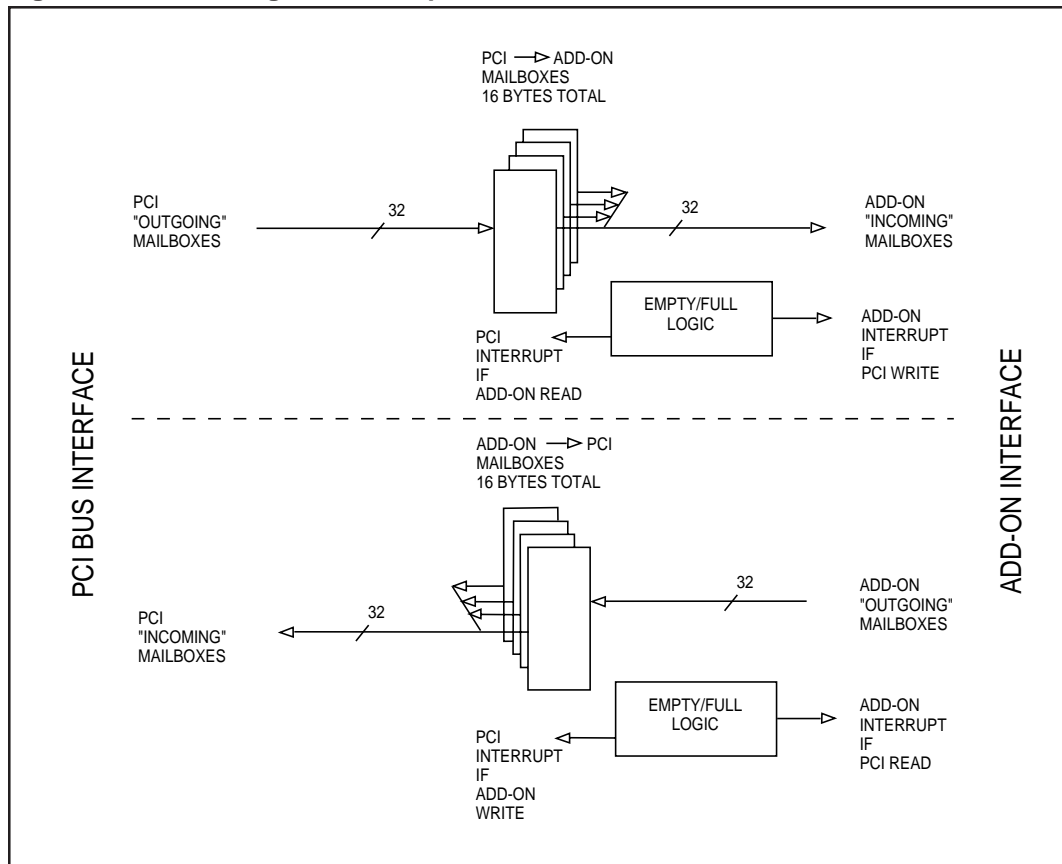 PCI ADD-ON
MAILBOXES
16 BYTES TOTAL
PCI
"OUTGOING"
MAILBOXES
32
32
ADD-ON
"INCOMING"
MAILBOXES
EMPTY/FULL
LOGIC
PCI
INTERRUPT
IF
ADD-ON READ
ADD-ON
INTERRUPT
IF
PCI WRITE
PCI BUS INTERFACE
ADD-ON INTERFACE
ADD-ON PCI
MAILBOXES
16 BYTES TOTAL
PCI
"INCOMING"
MAILBOXES
32
32
ADD-ON
"OUTGOING"
MAILBOXES
EMPTY/FULL
LOGIC
PCI
INTERRUPT
IF
ADD-ON
WRITE
ADD-ON
INTERRUPT
IF
PCI READ